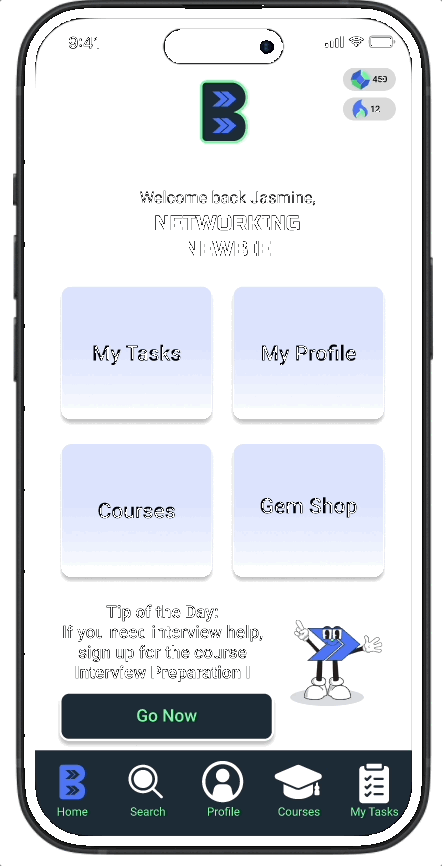 9:41
450
12
Welcome back Jasmine,
NETWORKING
NEWBIE
My Tasks
My Profile
Courses
Gem Shop
Tip of the Day:
If you need interview help,
sign up for the course
Interview Preparation I
Go Now
Home
Search
Profile
Courses
My Tasks